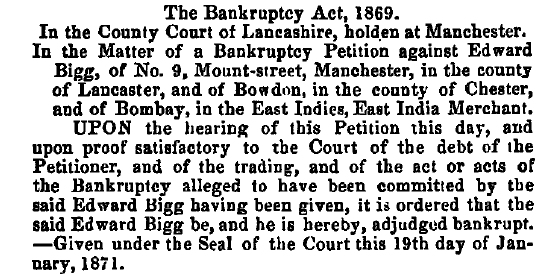 The Bankruptcy Act, 1869.
In the County Court of Lancashire, holden at Manchester.
In the Matter of a Bankruptcy Petition against Edward
Bigg, of No. 9, Mount-street, Manchester, in the county
of Lancaster, and of Bowdon, in the county of Chester,
and of Bombay, in the East Indies, East India Merchant.
UPON the hearing of this Petition this day, and
upon proof satisfactory to the Court of the debt of the
Petitioner, and of the trading, and of the act or acts of
the Bankruptcy alleged to have been committed by the
said Edward Bigg having been given, it is ordered that the
said Edward Bigg be, and he is hereby, adjudged bankrupt.
—Given under the Seal of the Court this 19th day of Jan-
uary, 1871.